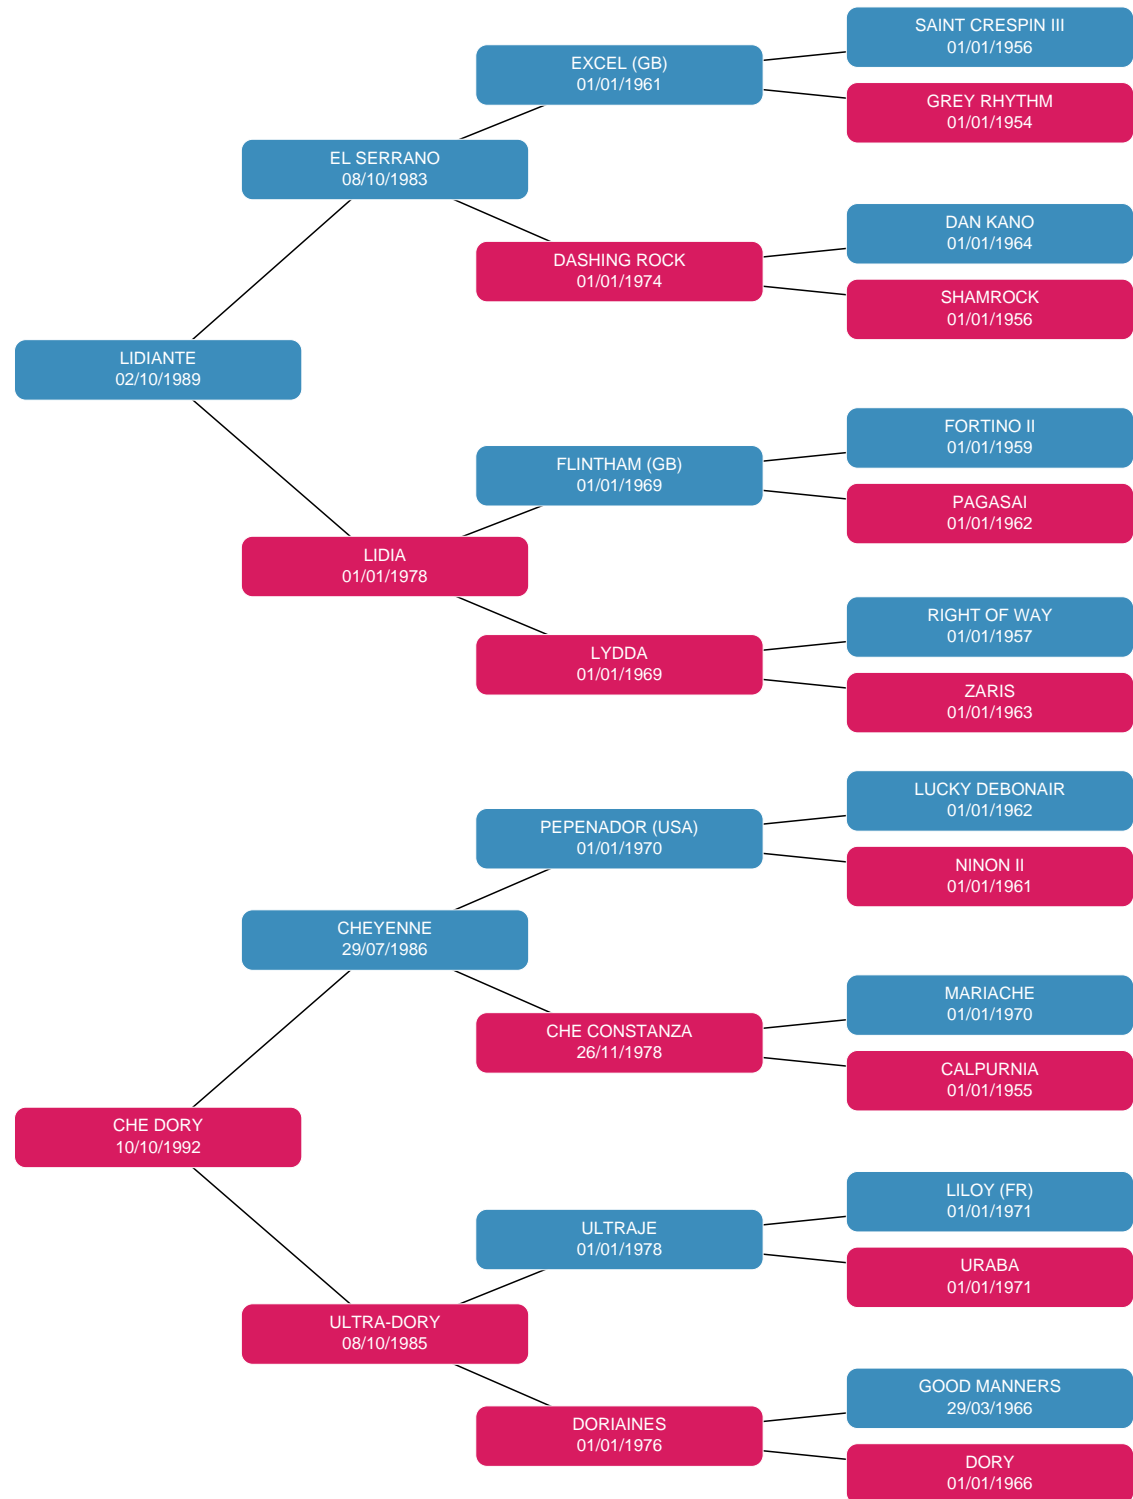 SAINT CRESPIN III
01/01/1956
EXCEL (GB)
01/01/1961
GREY RHYTHM
01/01/1954
EL SERRANO
08/10/1983
DAN KANO
01/01/1964
DASHING ROCK
01/01/1974
SHAMROCK
01/01/1956
LIDIANTE
02/10/1989
FORTINO II
01/01/1959
FLINTHAM (GB)
01/01/1969
PAGASAI
01/01/1962
LIDIA
01/01/1978
RIGHT OF WAY
01/01/1957
LYDDA
01/01/1969
ZARIS
01/01/1963
LUCKY DEBONAIR
01/01/1962
PEPENADOR (USA)
01/01/1970
NINON II
01/01/1961
CHEYENNE
29/07/1986
MARIACHE
01/01/1970
CHE CONSTANZA
26/11/1978
CALPURNIA
01/01/1955
CHE DORY
10/10/1992
LILOY (FR)
01/01/1971
ULTRAJE
01/01/1978
URABA
01/01/1971
ULTRA-DORY
08/10/1985
GOOD MANNERS
29/03/1966
DORIAINES
01/01/1976
DORY
01/01/1966